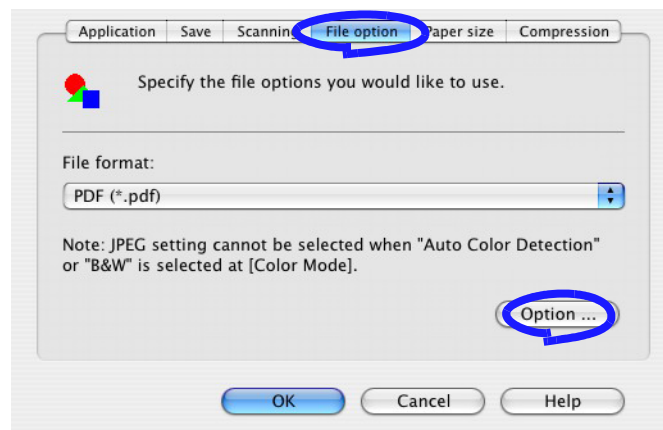 Application Save Scanning File option Paper size Compression
Specify the file options you would like to use.
File format:
PDF (*.pdf)
Note: JPEG setting cannot be selected when "Auto Color Detection"
or "B&W" is selected at [Color Mode].
Option ...
OK Cancel Help